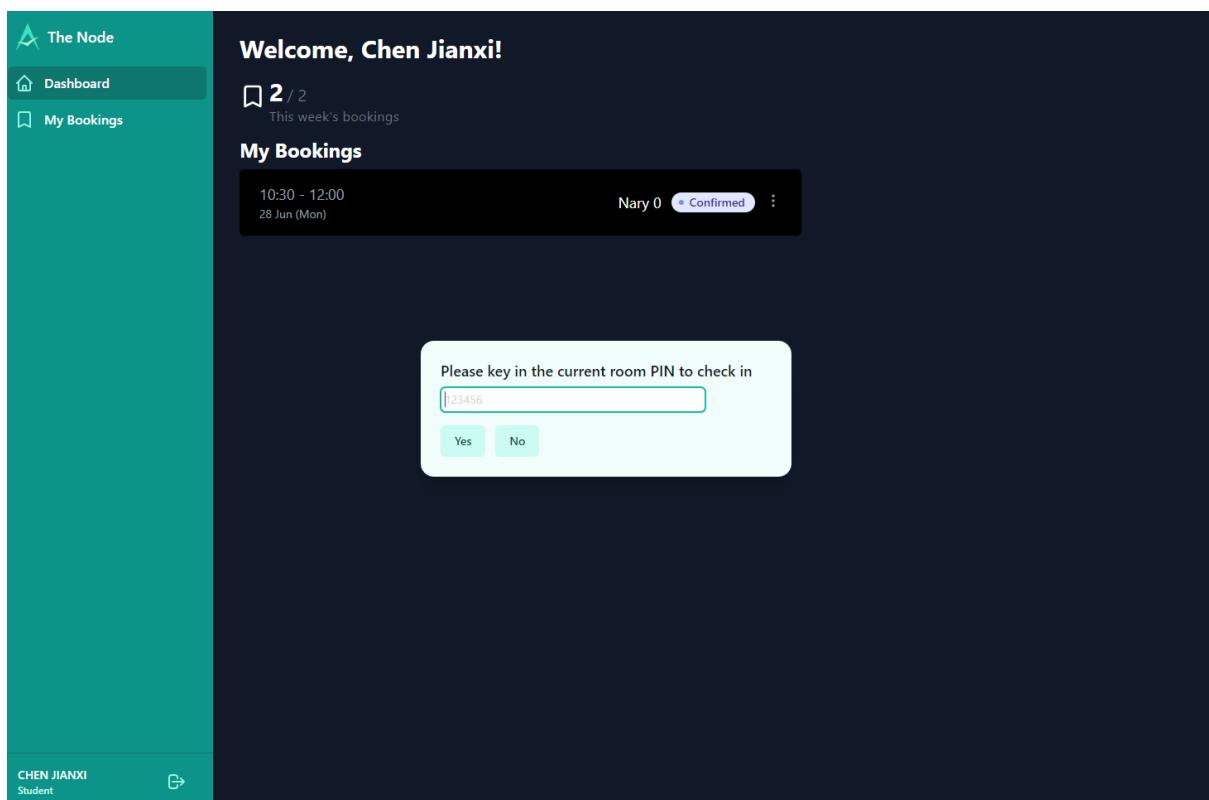 The Node
Dashboard
My Bookings
Welcome, Chen Jianxi!
2 / 2
This week's bookings
My Bookings
10:30 - 12:00
28 Jun (Mon)
Nary 0 Confirmed
Please key in the current room PIN to check in
123456
Yes No
CHEN JIANXI
Student